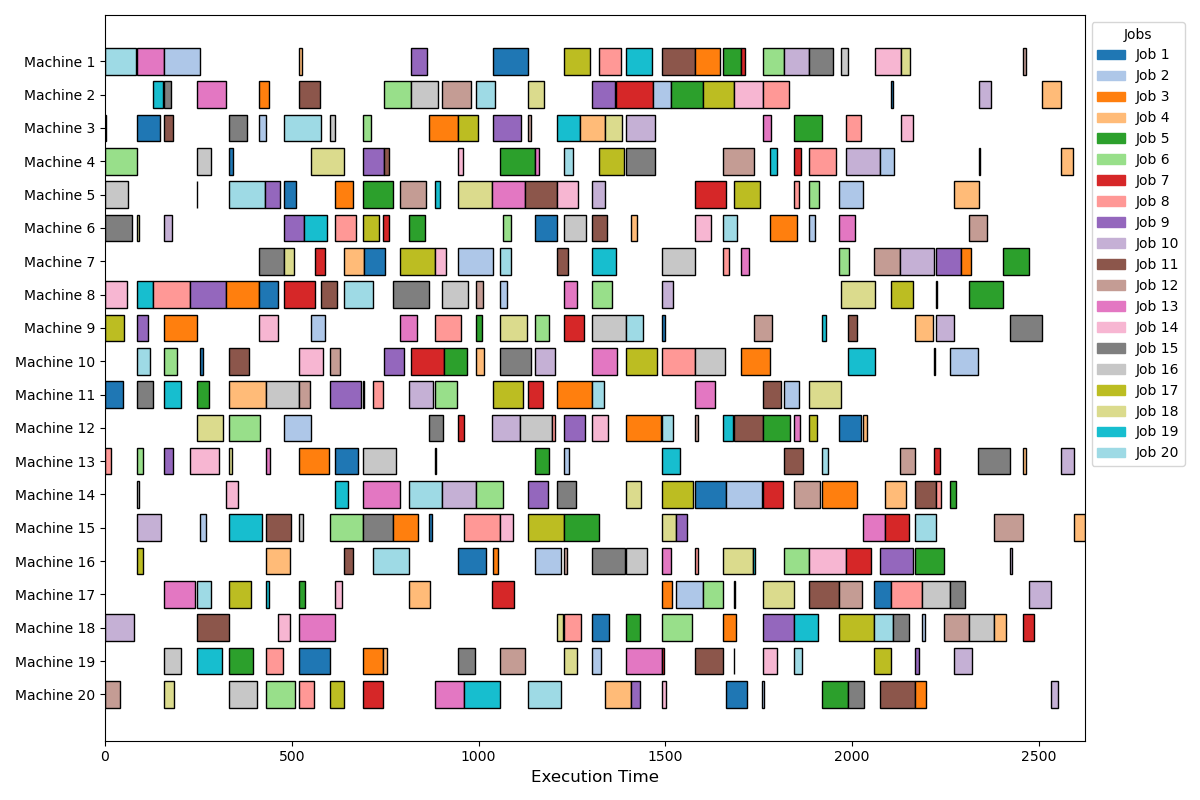 Machine 1
Machine 2
Machine 3
Machine 4
Machine 5
Machine 6
Machine 7
Machine 8
Machine 9
Machine 10
Machine 11
Machine 12
Machine 13
Machine 14
Machine 15
Machine 16
Machine 17
Machine 18
Machine 19
Machine 20
0 500 1000 1500 2000 2500
Execution Time
Jobs
Job 1
Job 2
Job 3
Job 4
Job 5
Job 6
Job 7
Job 8
Job 9
Job 10
Job 11
Job 12
Job 13
Job 14
Job 15
Job 16
Job 17
Job 18
Job 19
Job 20